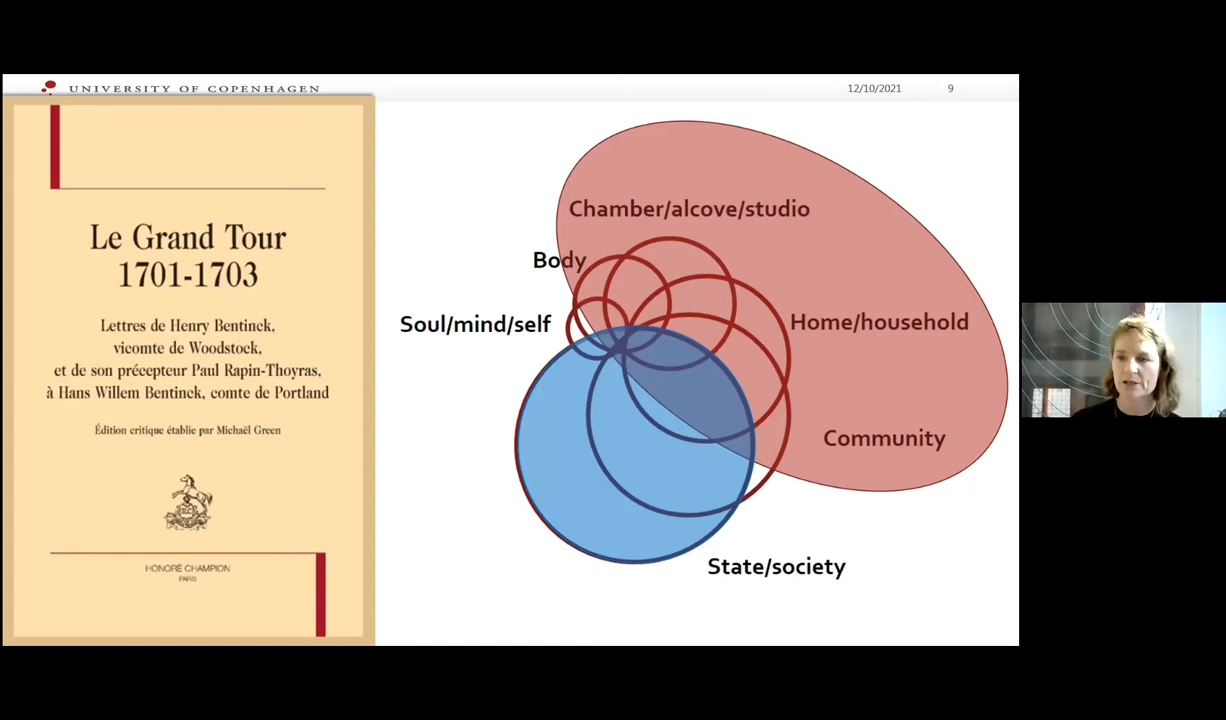 UNIVERSITY OF COPENHAGEN
12/10/2021
9
Le Grand Tour
1701-1703
Lettres de Henry Bentinck,
vicomte de Woodstock,
et de son précepteur Paul Rapin-Thoyras,
à Hans Willem Bentinck, comte de Portland
Édition critique établie par Michaël Green
HONORÉ CHAMPION
PARIS
Chamber/alcove/studio
Body
Soul/mind/self
Home/household
Community
State/society